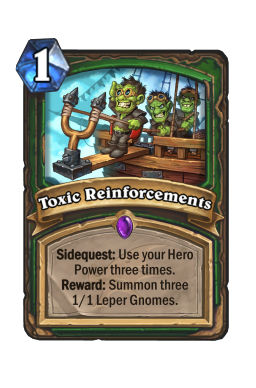 1
Toxic Reinforcements
Sidequest: Use your Hero
Power three times.
Reward: Summon three
1/1 Leper Gnomes.